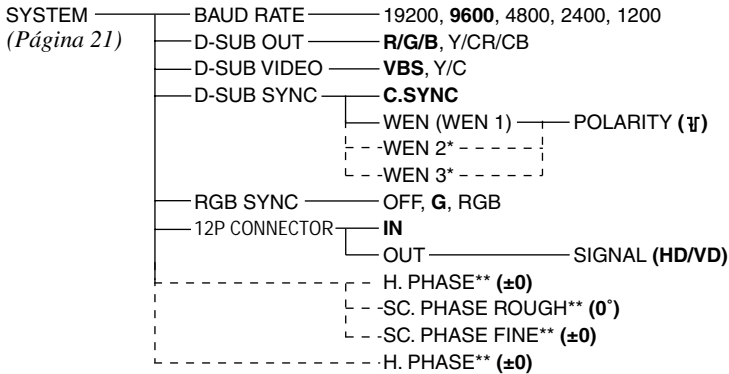 SYSTEM BAUD RATE 19200, 9600, 4800, 2400, 1200
(Página 21) D-SUB OUT R/G/B, Y/CR/CB
D-SUB VIDEO VBS, Y/C
D-SUB SYNC C.SYNC
WEN (WEN 1) POLARITY ( )
WEN 2*
WEN 3*
RGB SYNC OFF, G, RGB
12P CONNECTOR IN
OUT SIGNAL (HD/VD)
H. PHASE** (±0)
SC. PHASE ROUGH** (0°)
SC. PHASE FINE** (±0)
H. PHASE** (±0)